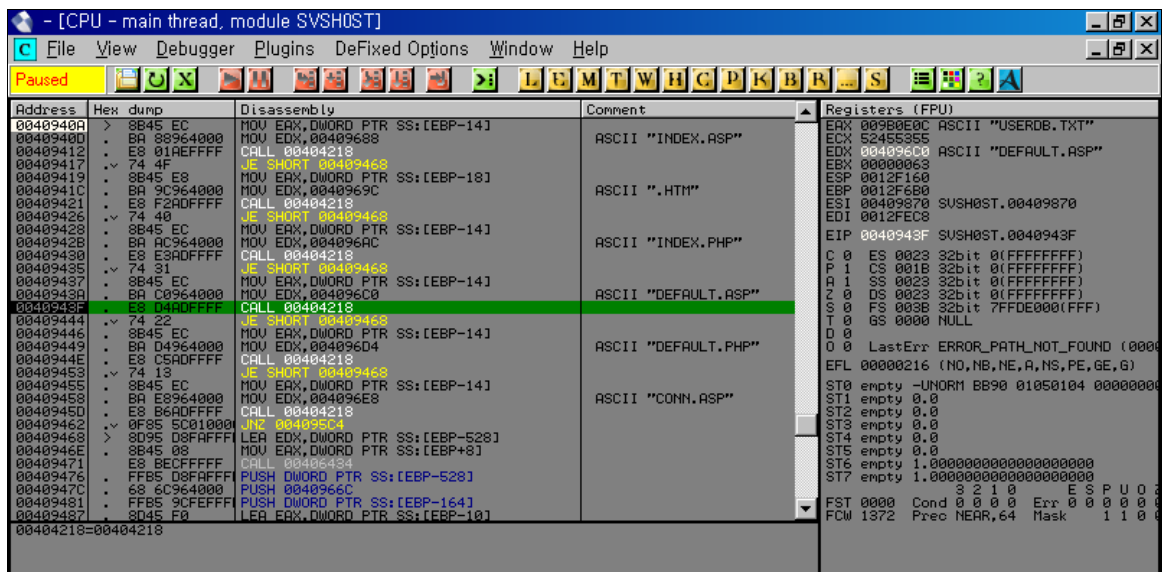 - [CPU - main thread, module SVSH0ST]
C File View Debugger Plugins DeFixed Options Window Help
Paused L E M T W H C P K B R ... S ? A
Address Hex dump Disassembly Comment
0040940A > 8B45 EC MOV EAX,DWORD PTR SS:[EBP-14]
0040940D . BA 88964000 MOV EDX,00409688 ASCII "INDEX.ASP"
00409412 . E8 01AEFFFF CALL 00404218
00409417 .v 74 4F JE SHORT 00409468
00409419 . 8B45 E8 MOV EAX,DWORD PTR SS:[EBP-18]
0040941C . BA 9C964000 MOV EDX,0040969C ASCII ".HTM"
00409421 . E8 F2ADFFFF CALL 00404218
00409426 .v 74 40 JE SHORT 00409468
00409428 . 8B45 EC MOV EAX,DWORD PTR SS:[EBP-14]
0040942B . BA AC964000 MOV EDX,004096AC ASCII "INDEX.PHP"
00409430 . E8 E3ADFFFF CALL 00404218
00409435 .v 74 31 JE SHORT 00409468
00409437 . 8B45 EC MOV EAX,DWORD PTR SS:[EBP-14]
0040943A . BA C0964000 MOV EDX,004096C0 ASCII "DEFAULT.ASP"
0040943F . E8 D4ADFFFF CALL 00404218
00409444 .v 74 22 JE SHORT 00409468
00409446 . 8B45 EC MOV EAX,DWORD PTR SS:[EBP-14]
00409449 . BA D4964000 MOV EDX,004096D4 ASCII "DEFAULT.PHP"
0040944E . E8 C5ADFFFF CALL 00404218
00409453 .v 74 13 JE SHORT 00409468
00409455 . 8B45 EC MOV EAX,DWORD PTR SS:[EBP-14]
00409458 . BA E8964000 MOV EDX,004096E8 ASCII "CONN.ASP"
0040945D . E8 B6ADFFFF CALL 00404218
00409462 .v 0F85 5C01000 JNZ 004095C4
00409468 > 8D95 D8FAFFF LEA EDX,DWORD PTR SS:[EBP-528]
0040946E . 8B45 08 MOV EAX,DWORD PTR SS:[EBP+8]
00409471 . E8 BECFFFFF CALL 00406434
00409476 . FFB5 D8FAFFF PUSH DWORD PTR SS:[EBP-528]
0040947C . 68 6C964000 PUSH 0040966C
00409481 . FFB5 9CFEFFF PUSH DWORD PTR SS:[EBP-164]
00409487 . 8D45 F0 LEA EAX,DWORD PTR SS:[EBP-10]
00404218=00404218
Registers (FPU)
EAX 009B0E0C ASCII "USERDB.TXT"
ECX 52455355
EDX 004096C0 ASCII "DEFAULT.ASP"
EBX 00000063
ESP 0012F160
EBP 0012F6B0
ESI 00409870 SVSH0ST.00409870
EDI 0012FEC8
EIP 0040943F SVSH0ST.0040943F
C 0 ES 0023 32bit 0(FFFFFFFF)
P 1 CS 001B 32bit 0(FFFFFFFF)
A 1 SS 0023 32bit 0(FFFFFFFF)
Z 0 DS 0023 32bit 0(FFFFFFFF)
S 0 FS 003B 32bit 7FFDE000(FFF)
T 0 GS 0000 NULL
D 0
O 0 LastErr ERROR_PATH_NOT_FOUND (000
EFL 00000216 (NO,NB,NE,A,NS,PE,GE,G)
ST0 empty -UNORM BB90 01050104 0000000
ST1 empty 0.0
ST2 empty 0.0
ST3 empty 0.0
ST4 empty 0.0
ST5 empty 0.0
ST6 empty 1.0000000000000000000
ST7 empty 1.0000000000000000000
3 2 1 0 E S P U O Z
FST 0000 Cond 0 0 0 0 Err 0 0 0 0 0
FCW 1372 Prec NEAR,64 Mask 1 1 0